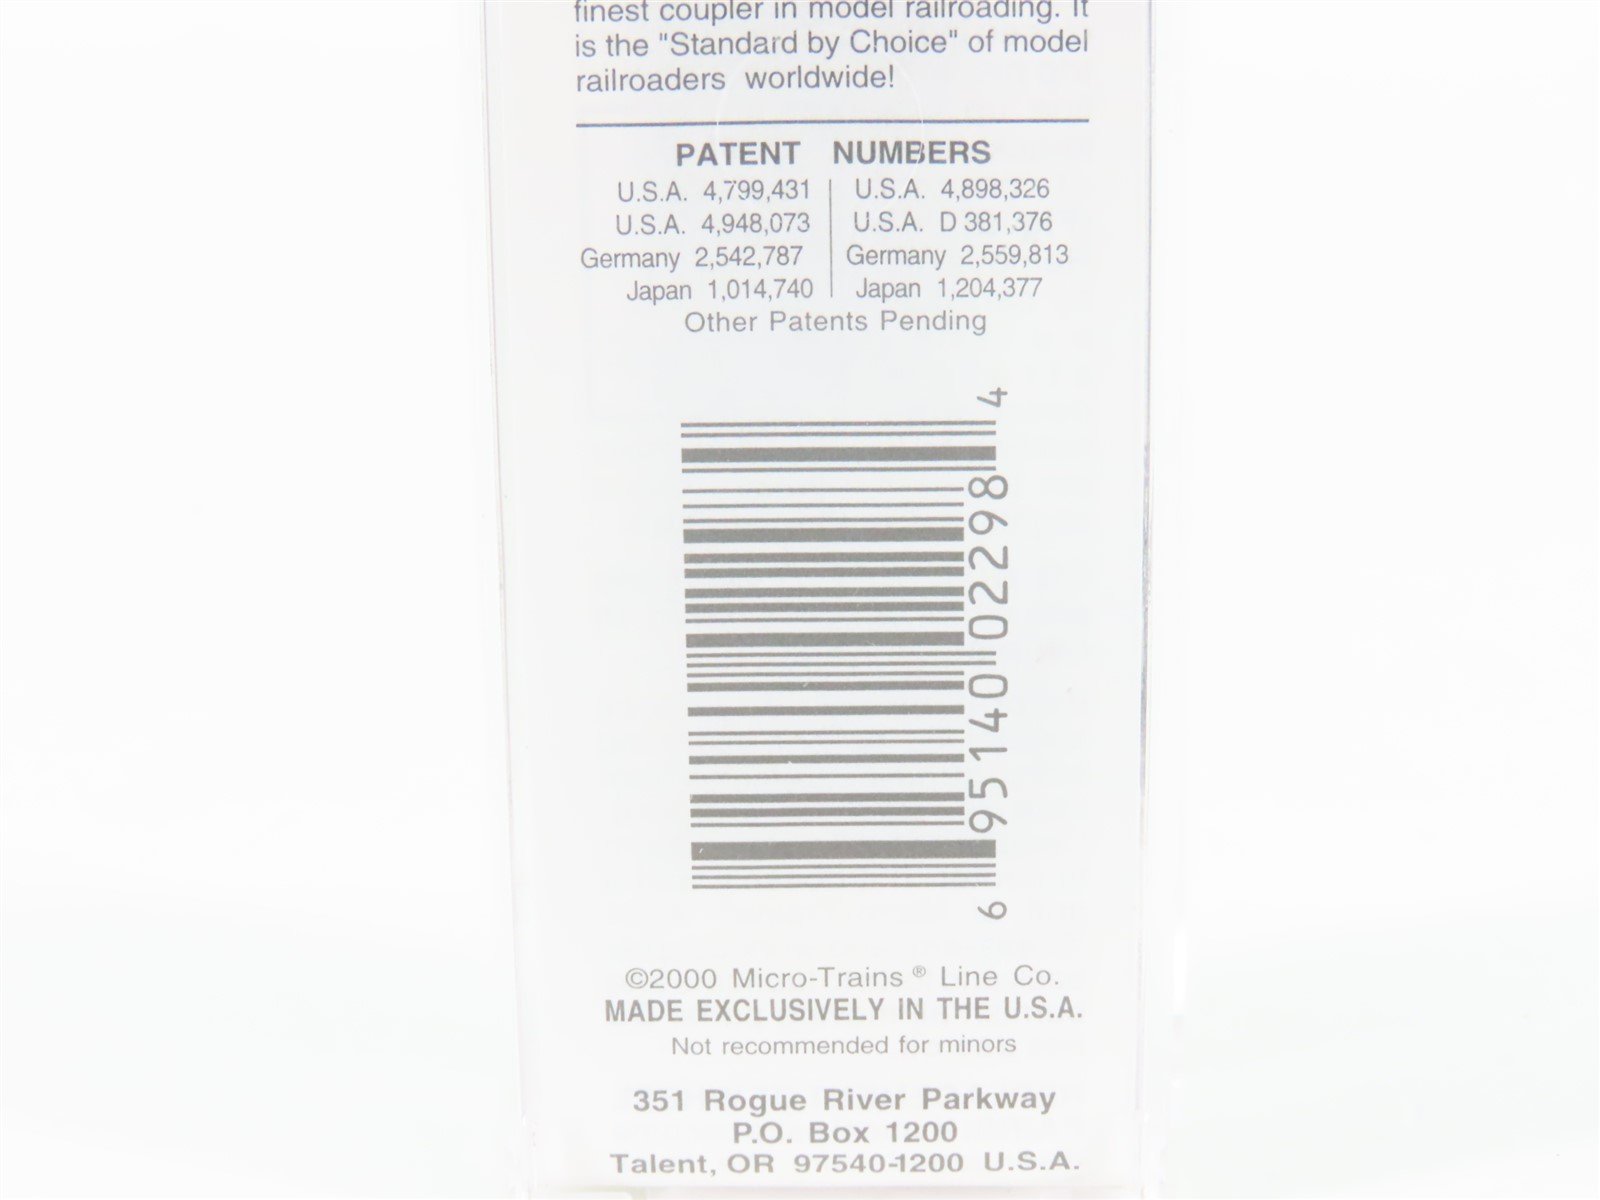 finest coupler in model railroading. It
is the "Standard by Choice" of model
railroaders worldwide!
PATENT NUMBERS
U.S.A. 4,799,431 U.S.A. 4,898,326
U.S.A. 4,948,073 U.S.A. D 381,376
Germany 2,542,787 Germany 2,559,813
Japan 1,014,740 Japan 1,204,377
Other Patents Pending
6 95140 02298 4
©2000 Micro-Trains® Line Co.
MADE EXCLUSIVELY IN THE U.S.A.
Not recommended for minors
351 Rogue River Parkway
P.O. Box 1200
Talent, OR 97540-1200 U.S.A.